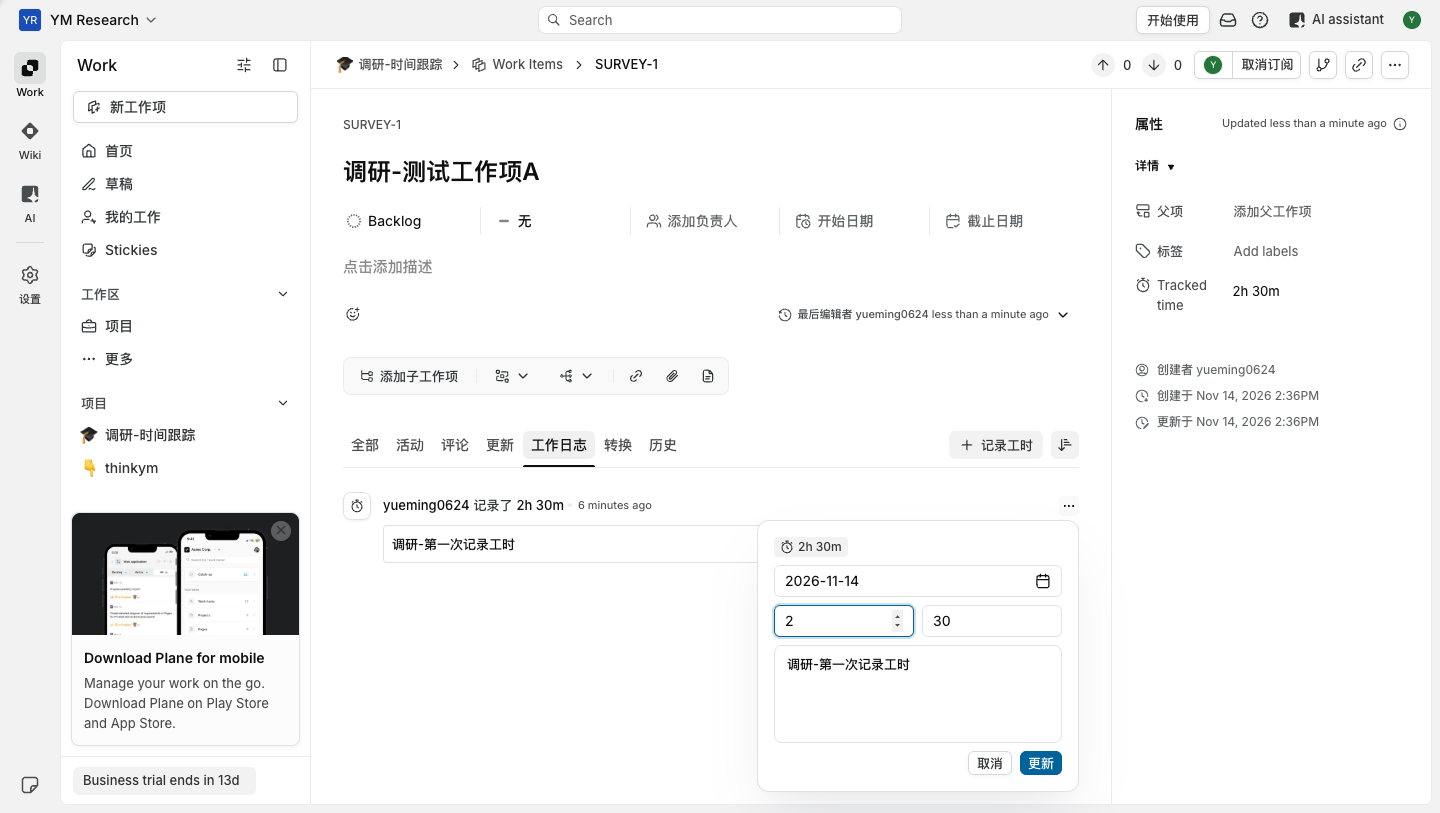 YR YM Research
Search
开始使用
AI assistant
Y
Work
Wiki
AI
设置
Work
新工作项
首页
草稿
我的工作
Stickies
工作区
项目
更多
项目
调研-时间跟踪
thinkym
Download Plane for mobile
Manage your work on the go.
Download Plane on Play Store
and App Store.
Business trial ends in 13d
调研-时间跟踪 Work Items SURVEY-1
0 0 Y 取消订阅
SURVEY-1
调研-测试工作项A
Backlog 无 添加负责人 开始日期 截止日期
点击添加描述
最后编辑者 yueming0624 less than a minute ago
添加子工作项
全部 活动 评论 更新 工作日志 转换 历史 记录工时
yueming0624 记录了 2h 30m 6 minutes ago
调研-第一次记录工时
2h 30m
2026-11-14
2 30
调研-第一次记录工时
取消 更新
属性 Updated less than a minute ago
详情
父项 添加父工作项
标签 Add labels
Tracked time 2h 30m
创建者 yueming0624
创建于 Nov 14, 2026 2:36PM
更新于 Nov 14, 2026 2:36PM